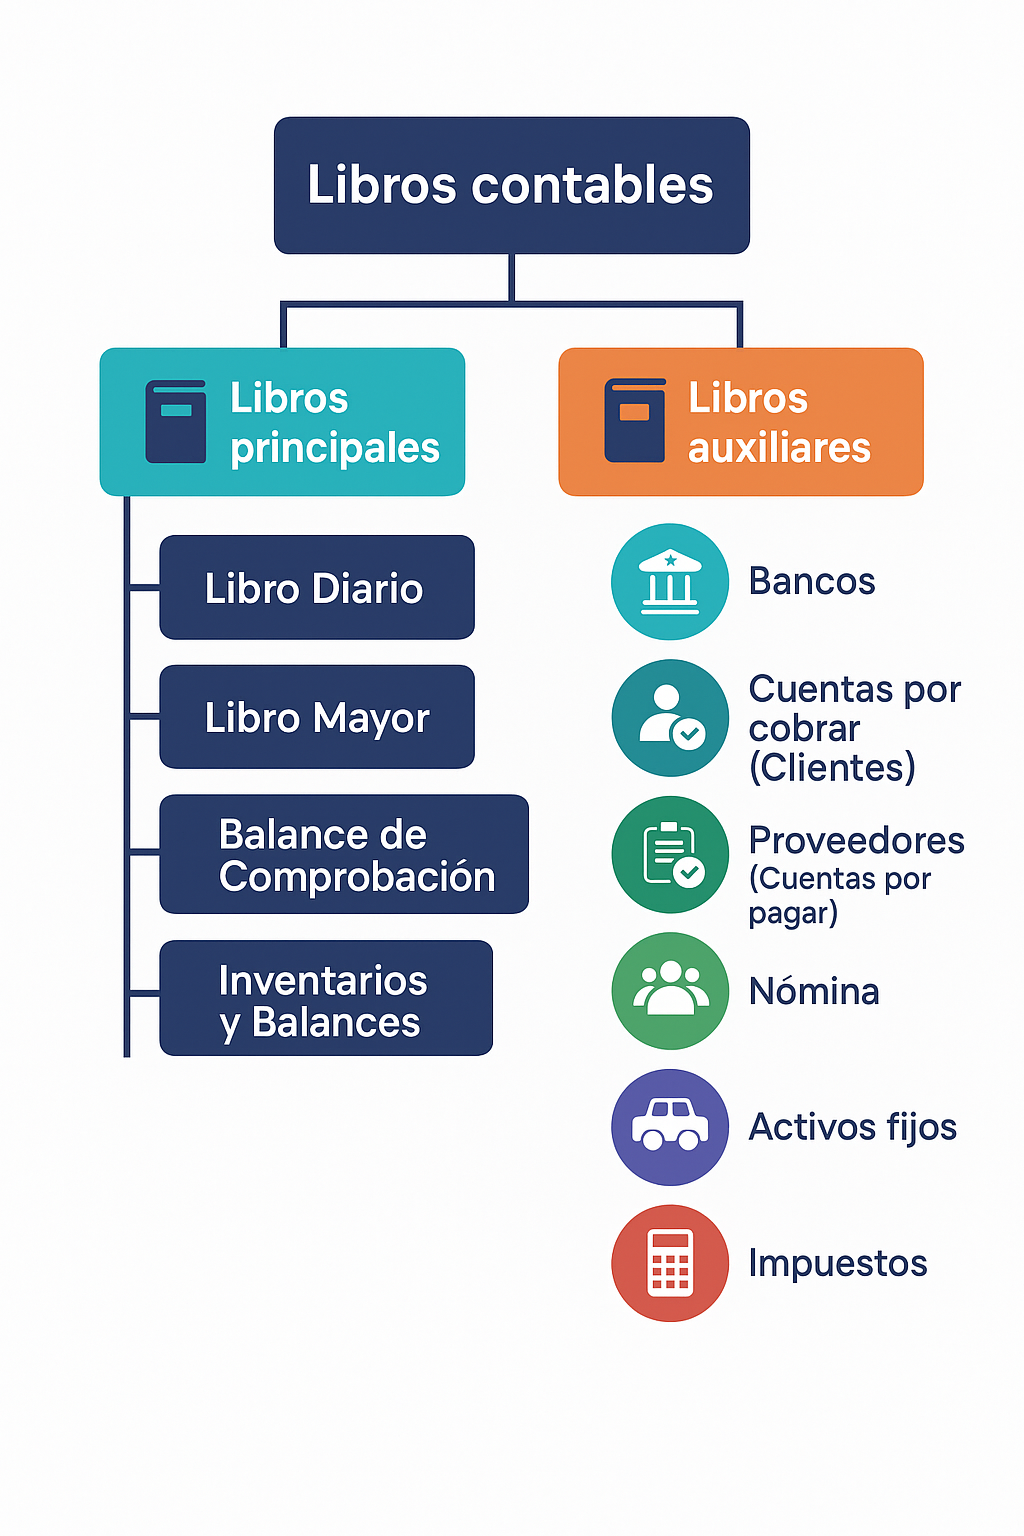 Libros contables
Libros
principales
Libro Diario
Libro Mayor
Balance de
Comprobación
Inventarios
y Balances
Libros
auxiliares
Bancos
Cuentas por
cobrar
(Clientes)
Proveedores
(Cuentas por
pagar)
Nómina
Activos fijos
Impuestos